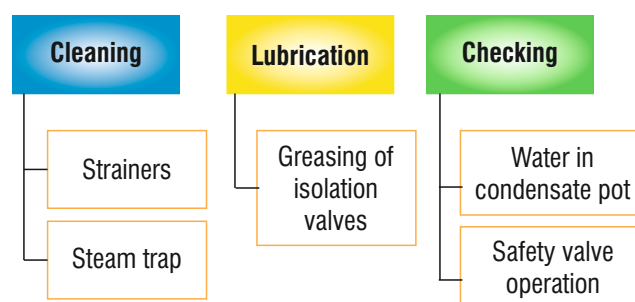 Cleaning
Strainers
Steam trap
Lubrication
Greasing of
isolation
valves
Checking
Water in
condensate pot
Safety valve
operation